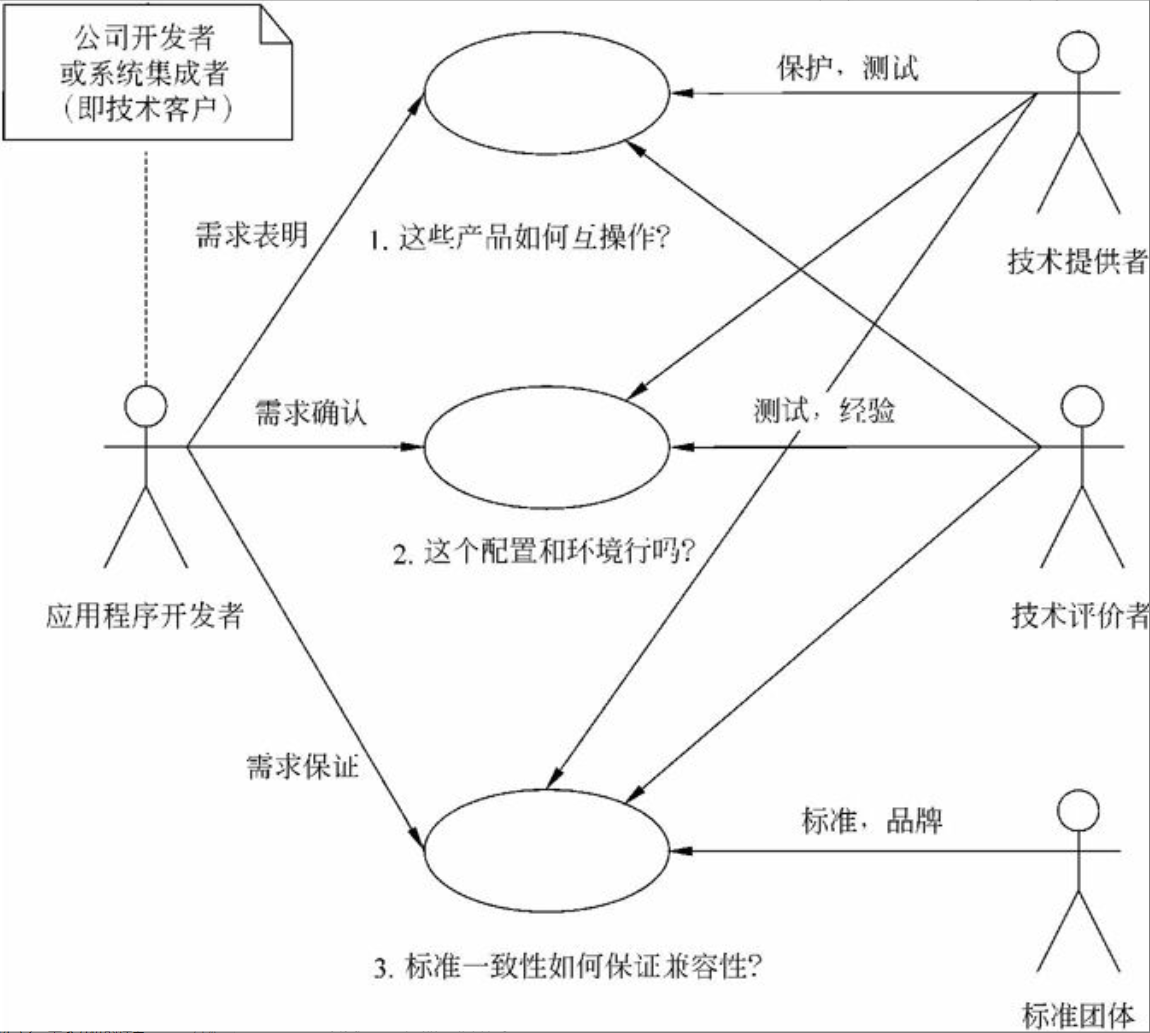 公司开发者
或系统集成者
（即技术客户）
保护，测试
需求表明
1. 这些产品如何互操作？
技术提供者
需求确认
测试，经验
2. 这个配置和环境行吗？
应用程序开发者
技术评价者
需求保证
标准，品牌
3. 标准一致性如何保证兼容性？
标准团体